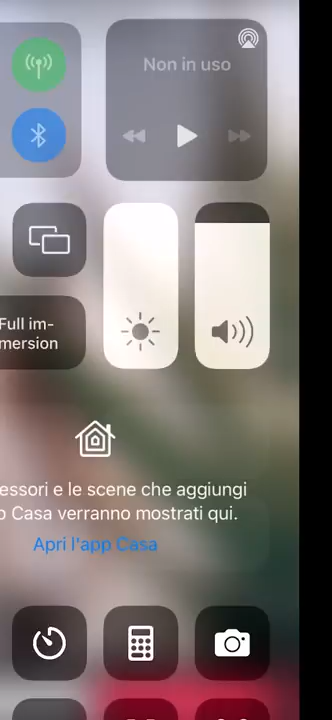 Non in uso
Full im-
mersion
essori e le scene che aggiungi
Casa verranno mostrati qui.
Apri l'app Casa